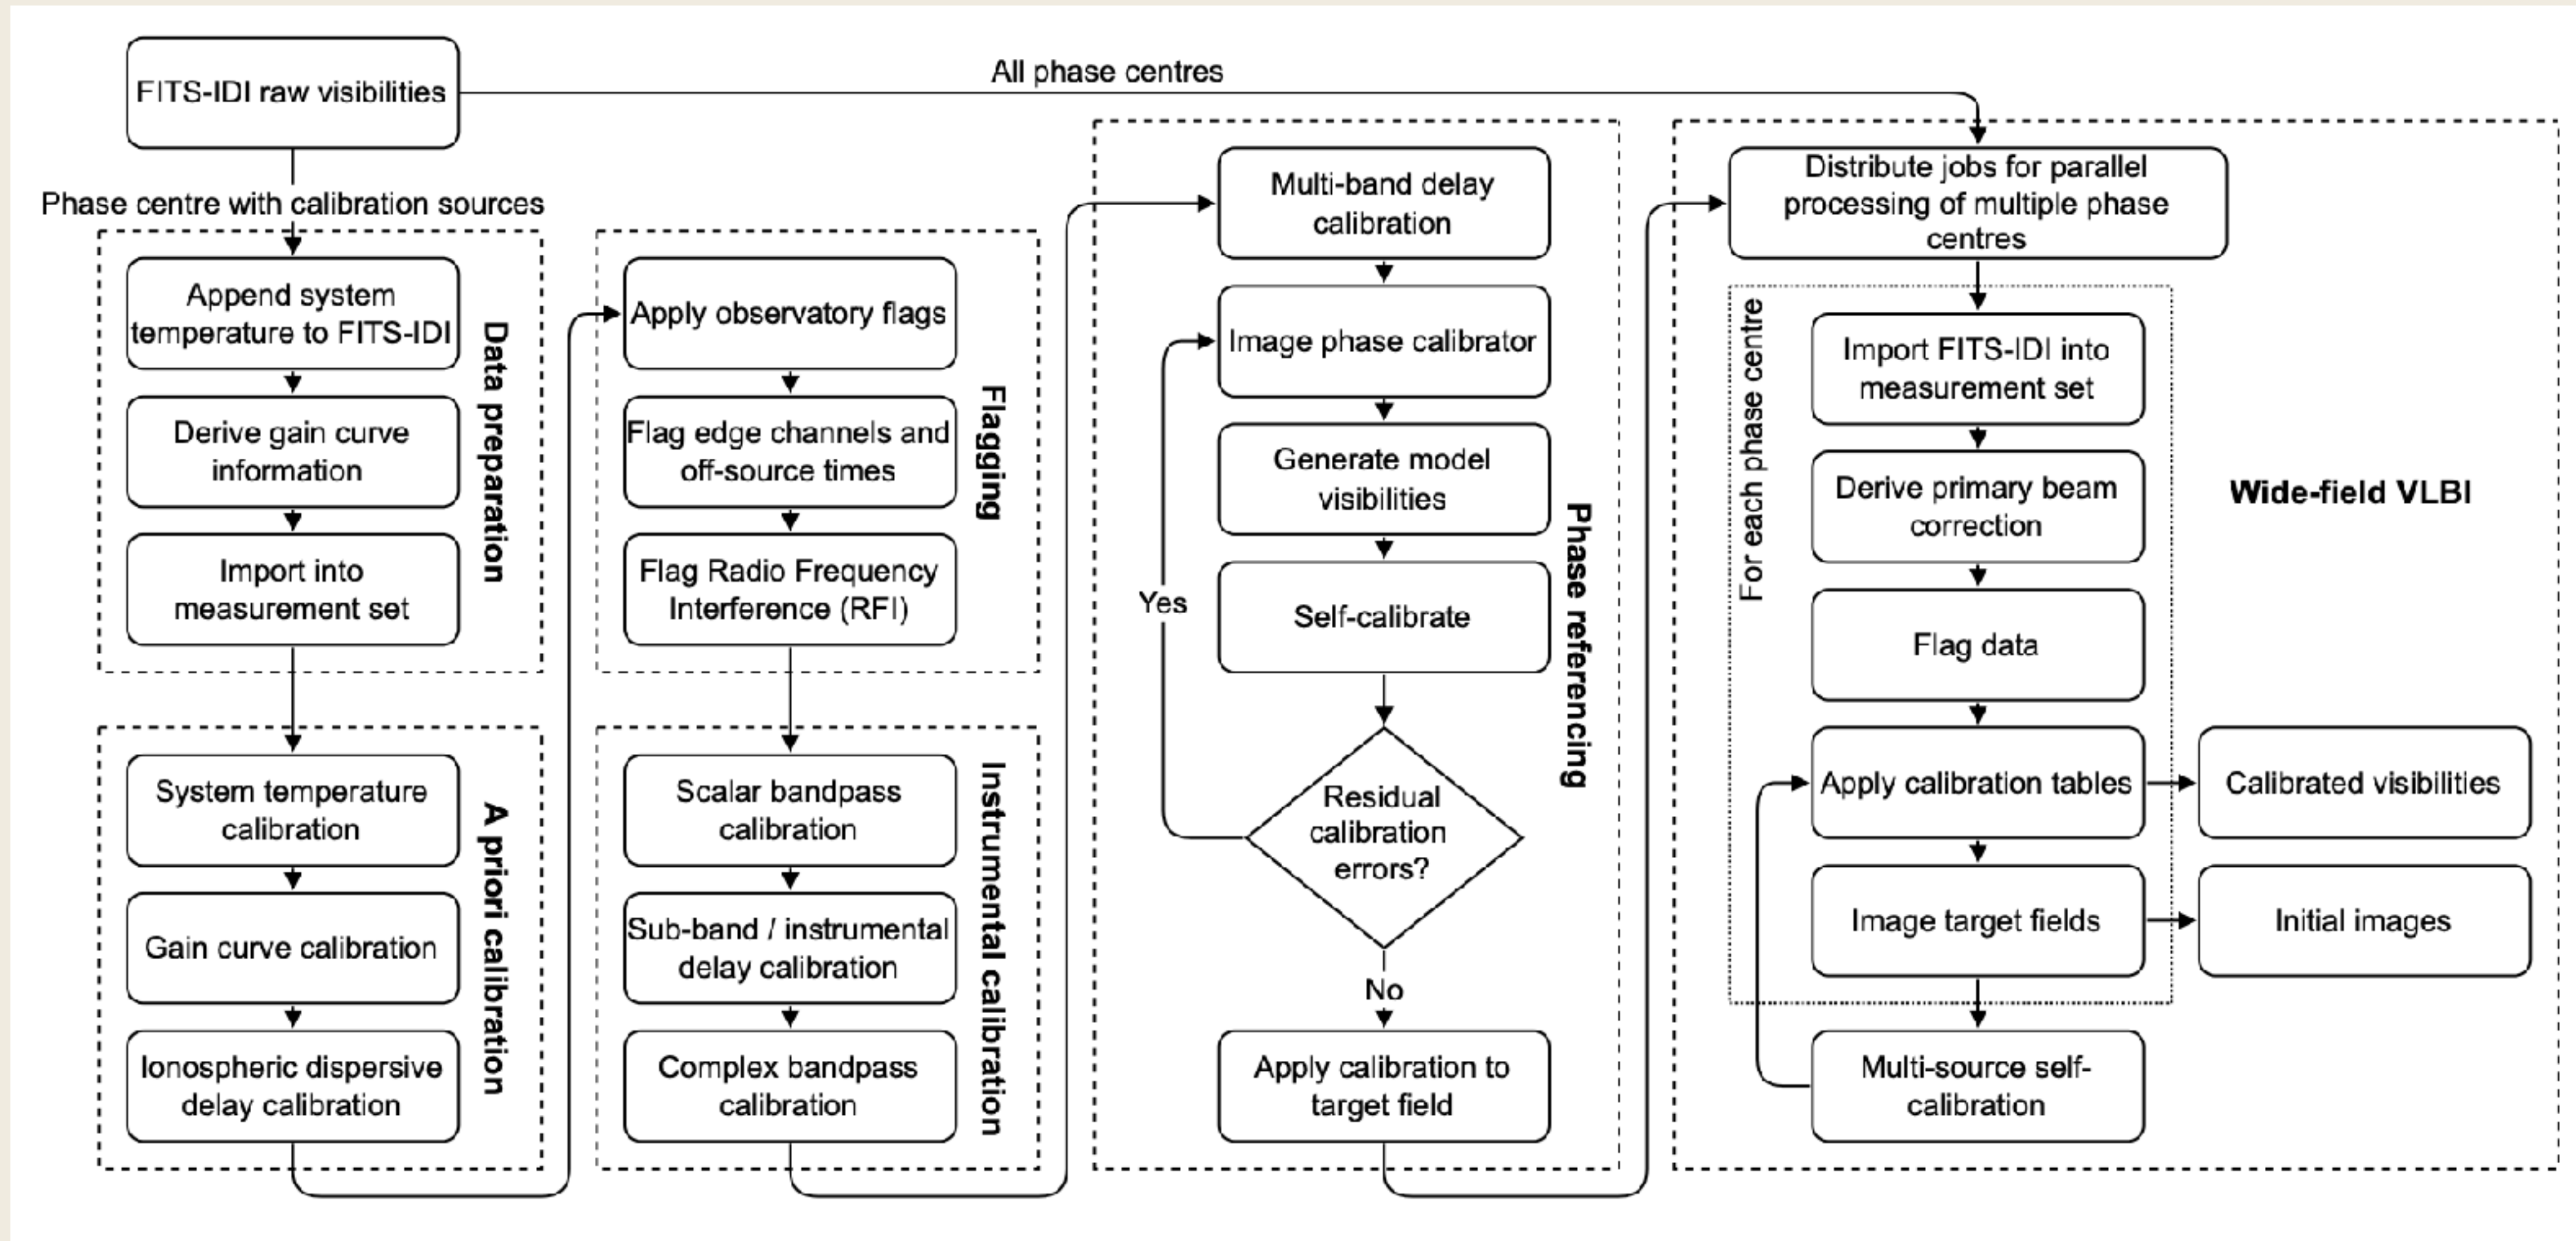 FITS-IDI raw visibilities
All phase centres
Phase centre with calibration sources
Append system
temperature to FITS-IDI
Derive gain curve
information
Import into
measurement set
Data preparation
System temperature
calibration
Gain curve calibration
Ionospheric dispersive
delay calibration
A priori calibration
Apply observatory flags
Flag edge channels and
off-source times
Flag Radio Frequency
Interference (RFI)
Flagging
Scalar bandpass
calibration
Sub-band / instrumental
delay calibration
Complex bandpass
calibration
Instrumental calibration
Multi-band delay
calibration
Image phase calibrator
Generate model
visibilities
Self-calibrate
Yes
Residual
calibration
errors?
No
Apply calibration to
target field
Phase referencing
Distribute jobs for parallel
processing of multiple phase
centres
For each phase centre
Import FITS-IDI into
measurement set
Derive primary beam
correction
Flag data
Apply calibration tables
Image target fields
Multi-source self-
calibration
Wide-field VLBI
Calibrated visibilities
Initial images